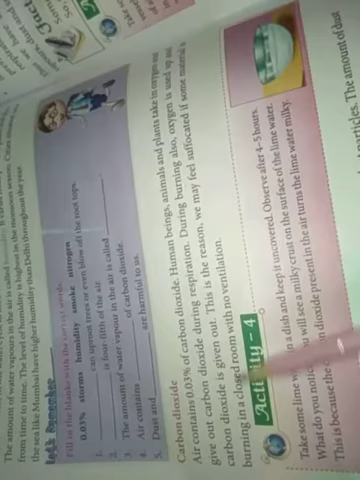 The amount of water vapours in the air is called
from time to time. The level of humidity is highest in the monsoon season. Cities
the sea like Mumbai have higher humidity than Delhi throughout the year.
Let's Remember
Fill in the blanks with the correct words.
0.03% storms humidity smoke nitrogen
1. can uproot trees or even blow off the roof tops.
2. is four-fifth of the air.
3. The amount of water vapour in the air is called
4. Air contains of carbon dioxide.
5. Dust and are harmful to us.
Carbon dioxide
Air contains 0.03% of carbon dioxide. Human beings, animals and plants take in oxygen and
give out carbon dioxide during respiration. During burning also, oxygen is used up and
carbon dioxide is given out. This is the reason, we may feel suffocated if some material is
burning in a closed room with no ventilation.
Activity - 4
Take some lime in a dish and keep it uncovered. Observe after 4-5 hours.
What do you notic you will see a milky crust on the surface of the lime water.
This is because the dioxide present in the air turns the lime water milky.
particles. The amount of dust
Fact